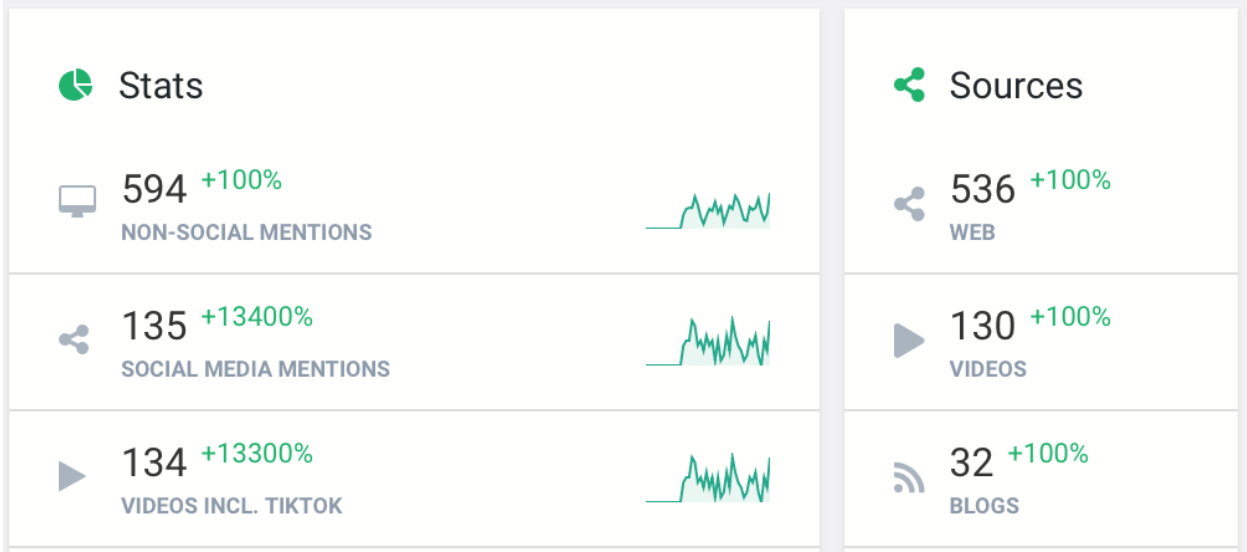 Stats
594 +100%
NON-SOCIAL MENTIONS
135 +13400%
SOCIAL MEDIA MENTIONS
134 +13300%
VIDEOS INCL. TIKTOK
Sources
536 +100%
WEB
130 +100%
VIDEOS
32 +100%
BLOGS